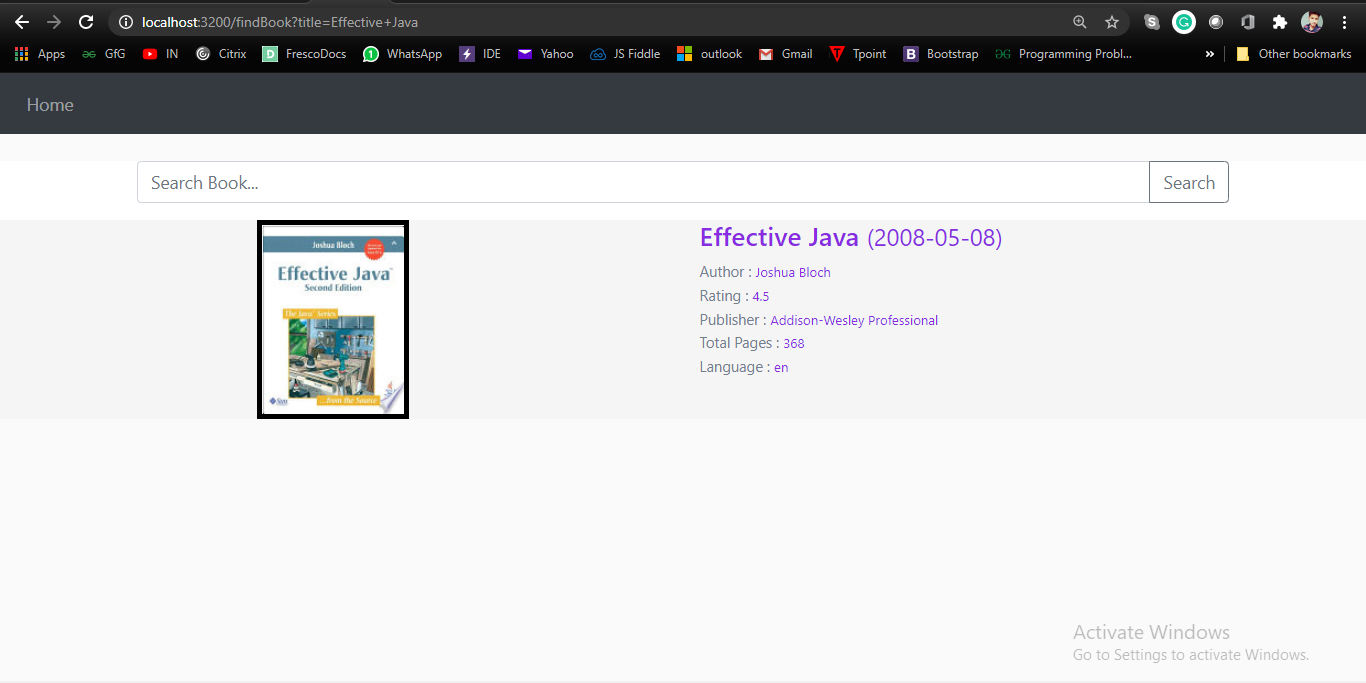 localhost:3200/findBook?title=Effective+Java
Apps GfG IN Citrix FrescoDocs WhatsApp IDE Yahoo JS Fiddle outlook Gmail Tpoint Bootstrap Programming Probl... » Other bookmarks
Home
Search Book... Search
Joshua Bloch
Effective Java™
Second Edition
The Java™ Series
Sun
...from the Source
Effective Java (2008-05-08)
Author : Joshua Bloch
Rating : 4.5
Publisher : Addison-Wesley Professional
Total Pages : 368
Language : en
Activate Windows
Go to Settings to activate Windows.